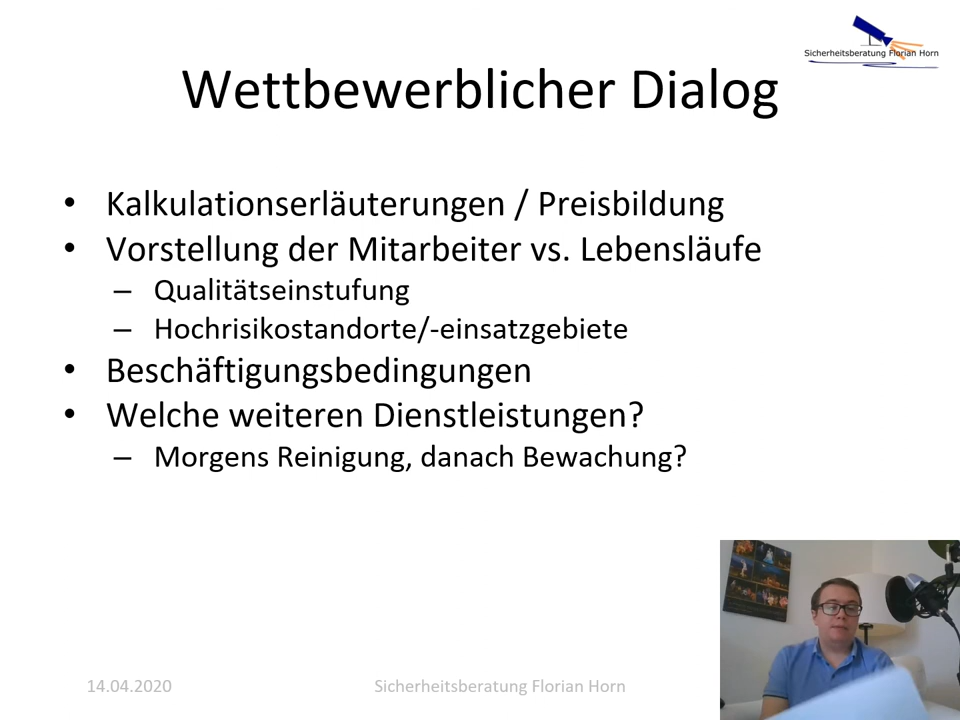 Sicherheitsberatung Florian Horn
Wettbewerblicher Dialog
• Kalkulationserläuterungen / Preisbildung
• Vorstellung der Mitarbeiter vs. Lebensläufe
– Qualitätseinstufung
– Hochrisikostandorte/-einsatzgebiete
• Beschäftigungsbedingungen
• Welche weiteren Dienstleistungen?
– Morgens Reinigung, danach Bewachung?
14.04.2020
Sicherheitsberatung Florian Horn